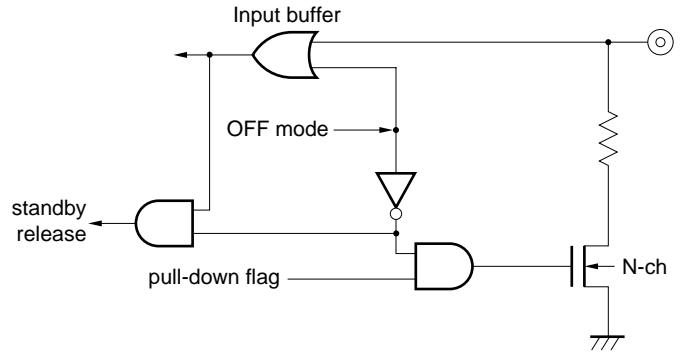 Input buffer
OFF mode
standby
release
pull-down flag
N-ch